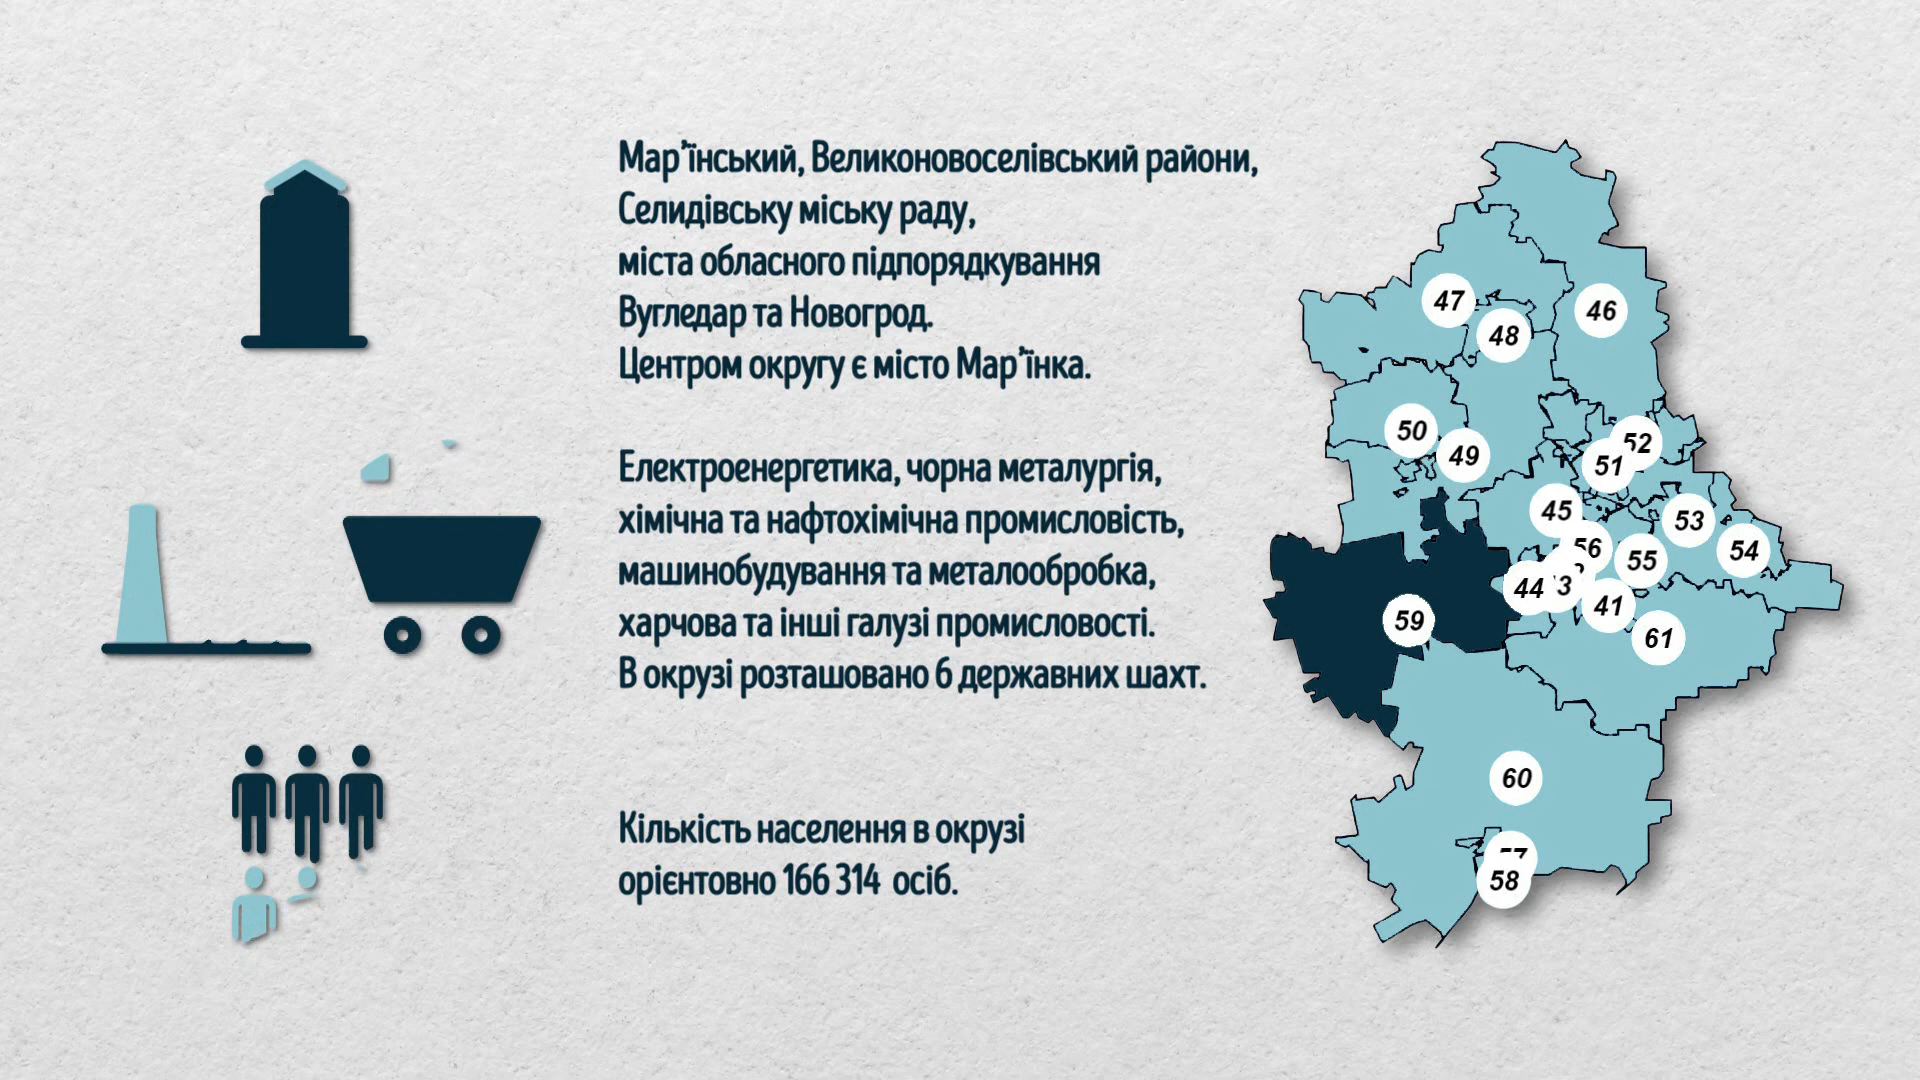 Мар’їнський, Великоновоселівський райони,
Селидівську міську раду,
міста обласного підпорядкування
Вугледар та Новогрод.
Центром округу є місто Мар’їнка.
Електроенергетика, чорна металургія,
хімічна та нафтохімічна промисловість,
машинобудування та металообробка,
харчова та інші галузі промисловості.
В окрузі розташовано 6 державних шахт.
Кількість населення в окрузі
орієнтовно 166 314 осіб.
47
46
48
50
52
49
51
45
53
56
54
55
44
41
59
61
60
58